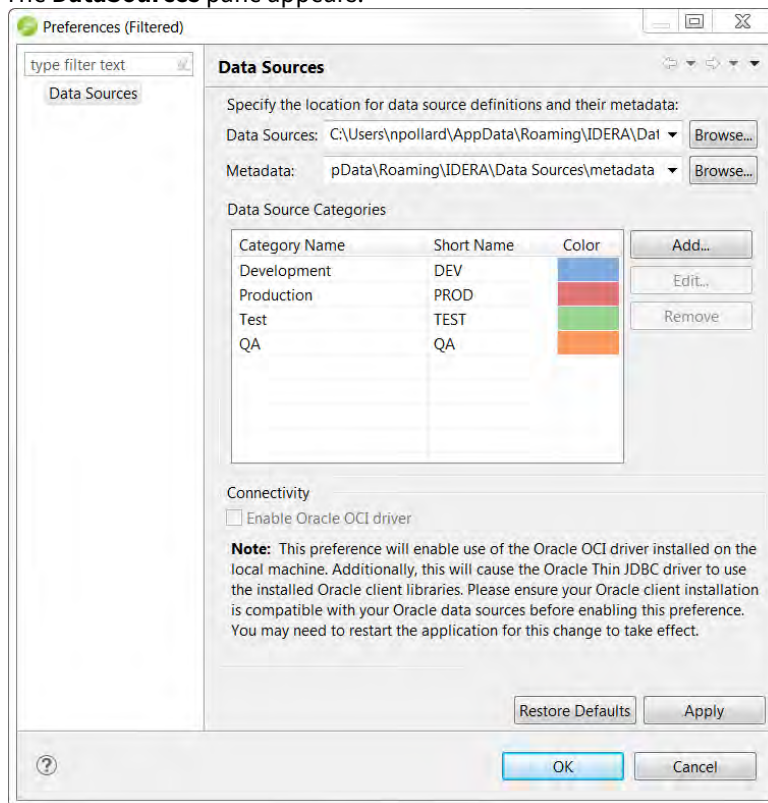 The DataSources pane appears.
Preferences (Filtered)
type filter text
Data Sources
Data Sources
Specify the location for data source definitions and their metadata:
Data Sources: C:\Users\npollard\AppData\Roaming\IDERA\Dat Browse...
Metadata: pData\Roaming\IDERA\Data Sources\metadata Browse...
Data Source Categories
Category Name Short Name Color Add...
Development DEV Edit...
Production PROD
Test TEST Remove
QA QA
Connectivity
Enable Oracle OCI driver
Note: This preference will enable use of the Oracle OCI driver installed on the
local machine. Additionally, this will cause the Oracle Thin JDBC driver to use
the installed Oracle client libraries. Please ensure your Oracle client installation
is compatible with your Oracle data sources before enabling this preference.
You may need to restart the application for this change to take effect.
Restore Defaults Apply
? OK Cancel